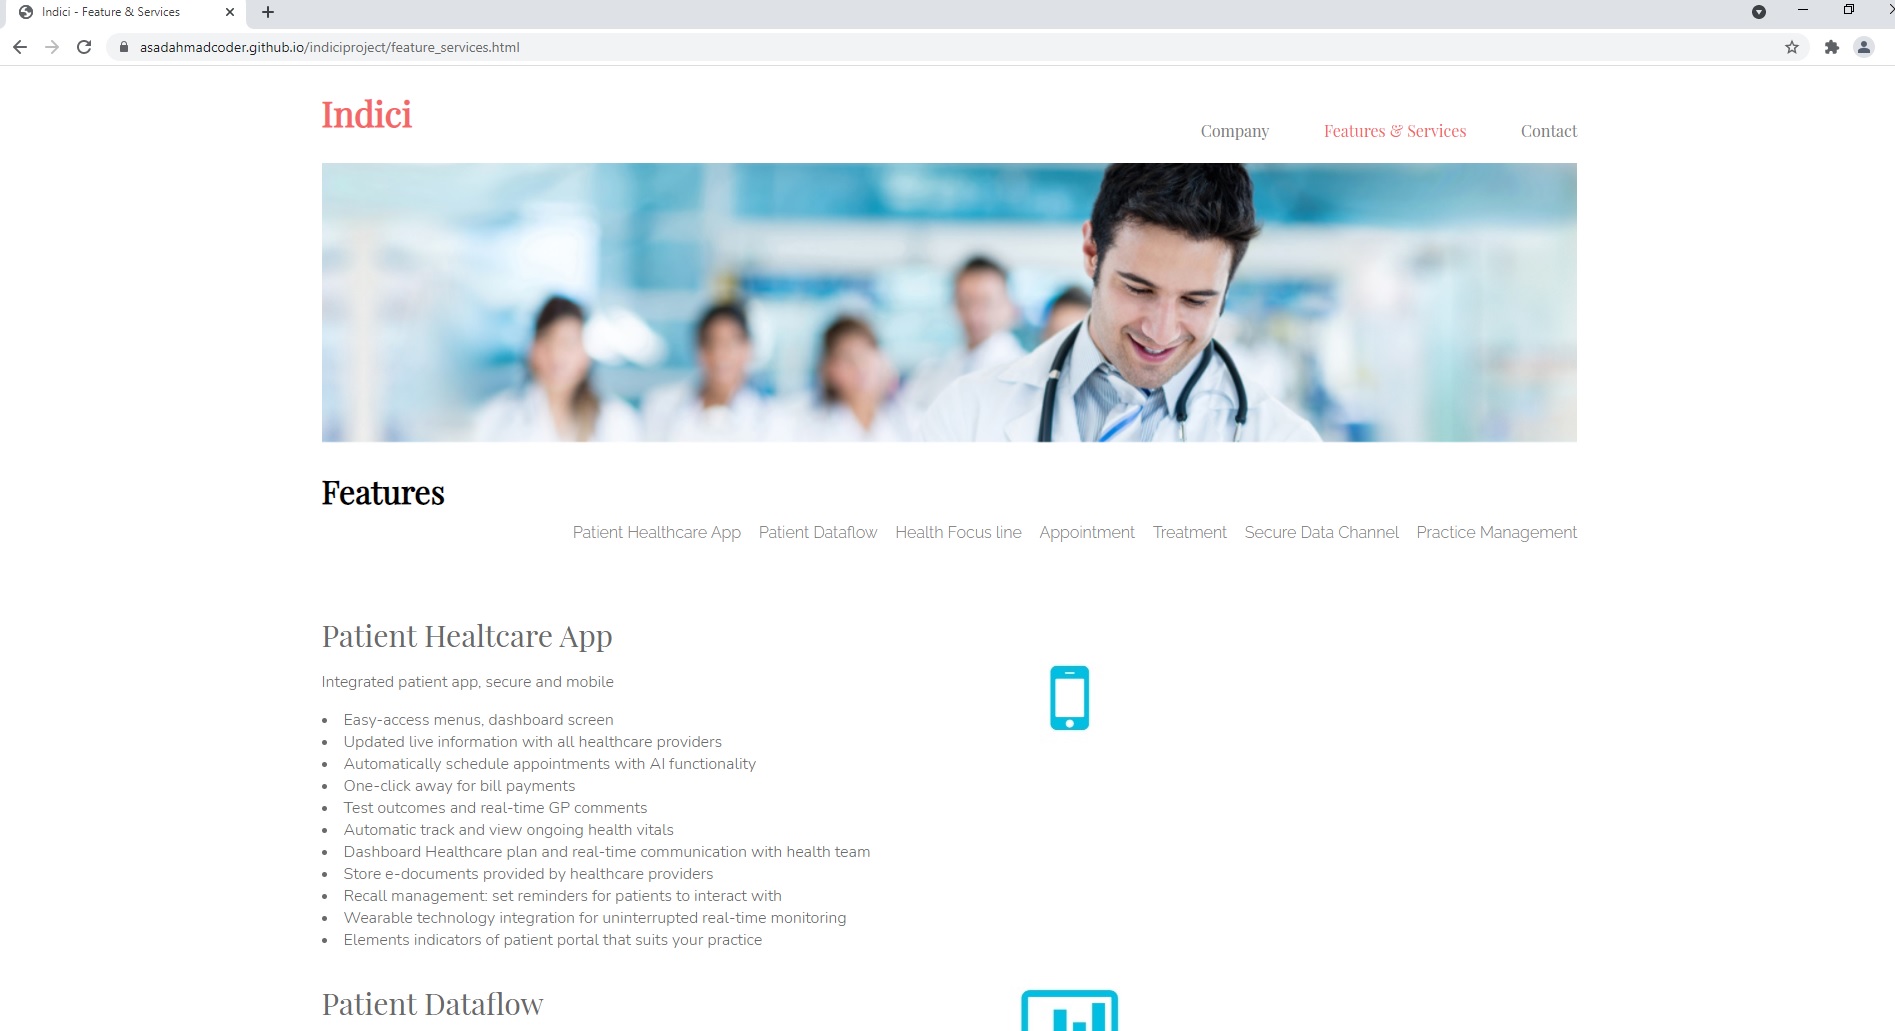 Indici - Feature & Services
asadahmadcoder.github.io/indiciproject/feature_services.html
Indici
Company Features & Services Contact
Features
Patient Healthcare App Patient Dataflow Health Focus line Appointment Treatment Secure Data Channel Practice Management
Patient Healtcare App
Integrated patient app, secure and mobile
• Easy-access menus, dashboard screen
• Updated live information with all healthcare providers
• Automatically schedule appointments with AI functionality
• One-click away for bill payments
• Test outcomes and real-time GP comments
• Automatic track and view ongoing health vitals
• Dashboard Healthcare plan and real-time communication with health team
• Store e-documents provided by healthcare providers
• Recall management: set reminders for patients to interact with
• Wearable technology integration for uninterrupted real-time monitoring
• Elements indicators of patient portal that suits your practice
Patient Dataflow